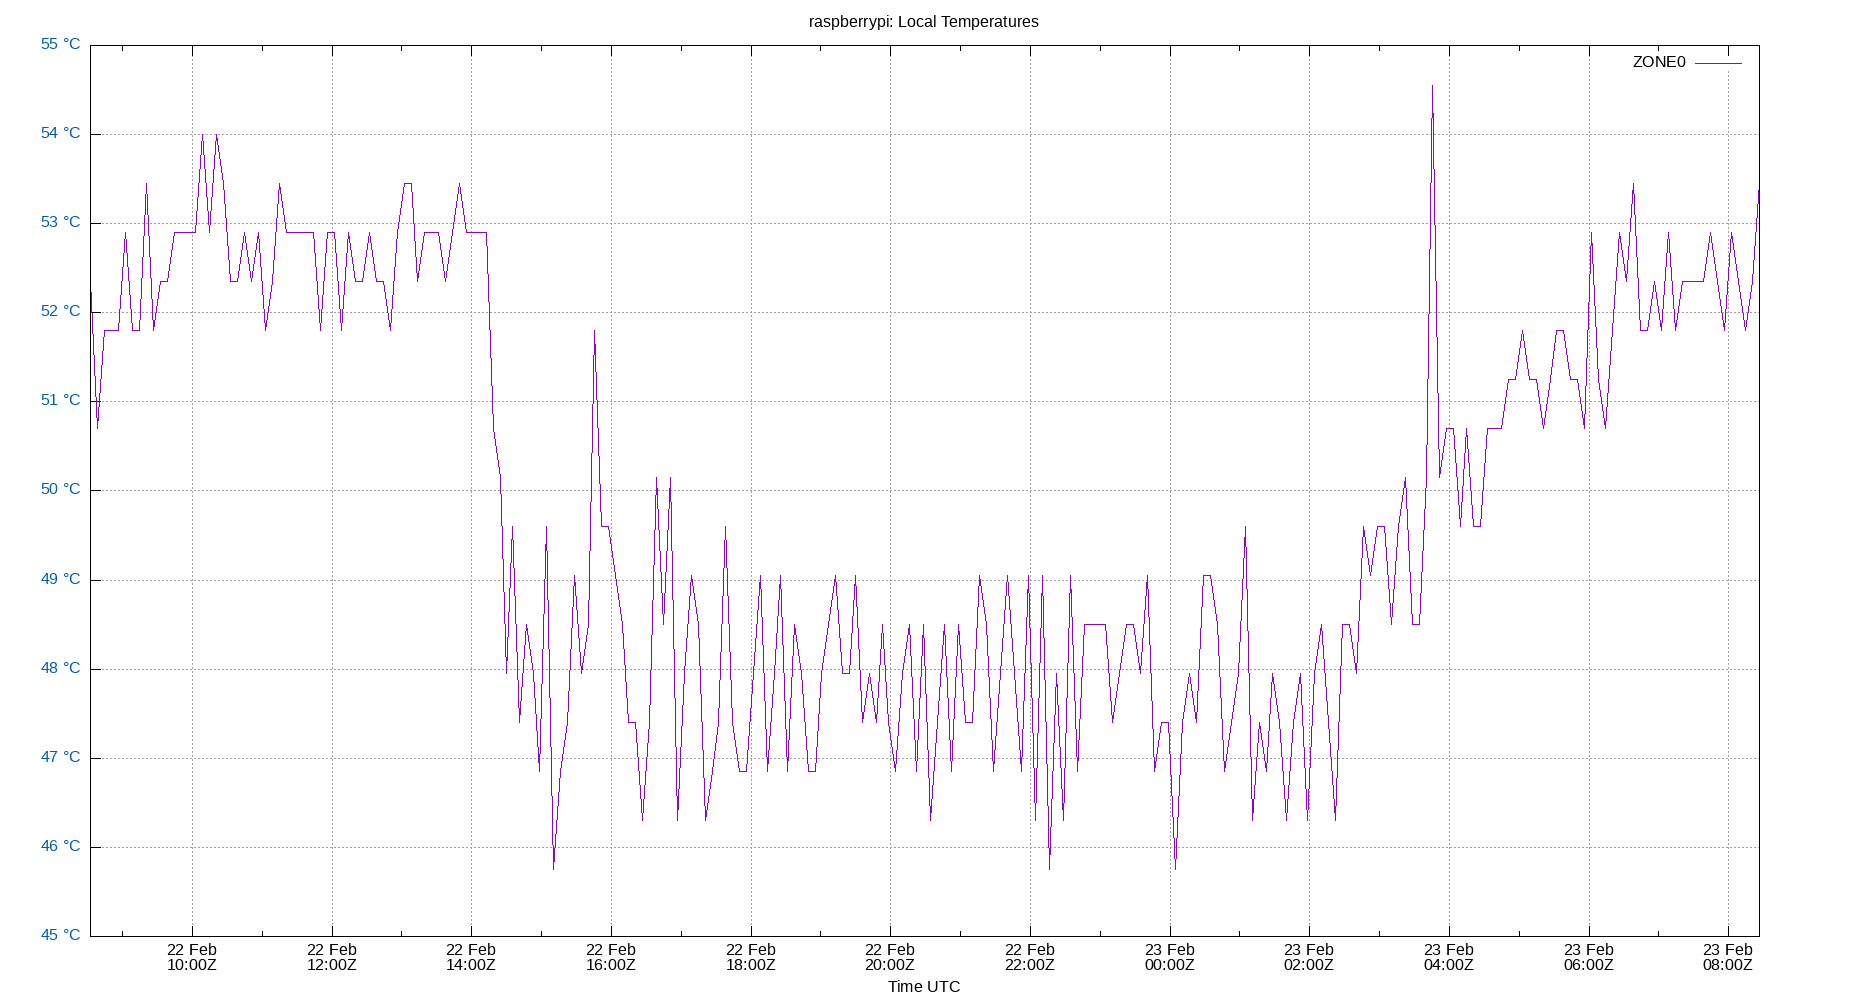 raspberrypi: Local Temperatures
ZONE0
55 °C
54 °C
53 °C
52 °C
51 °C
50 °C
49 °C
48 °C
47 °C
46 °C
45 °C
22 Feb 22 Feb 22 Feb 22 Feb 22 Feb 22 Feb 22 Feb 23 Feb 23 Feb 23 Feb 23 Feb 23 Feb
10:00Z 12:00Z 14:00Z 16:00Z 18:00Z 20:00Z 22:00Z 00:00Z 02:00Z 04:00Z 06:00Z 08:00Z
Time UTC